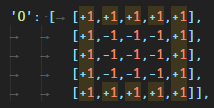 '0': [→ [+1,+1,+1,+1,+1],
→ → [+1,-1,-1,-1,+1],
→ → [+1,-1,-1,-1,+1],
→ → [+1,-1,-1,-1,+1],
→ → [+1,+1,+1,+1,+1]],